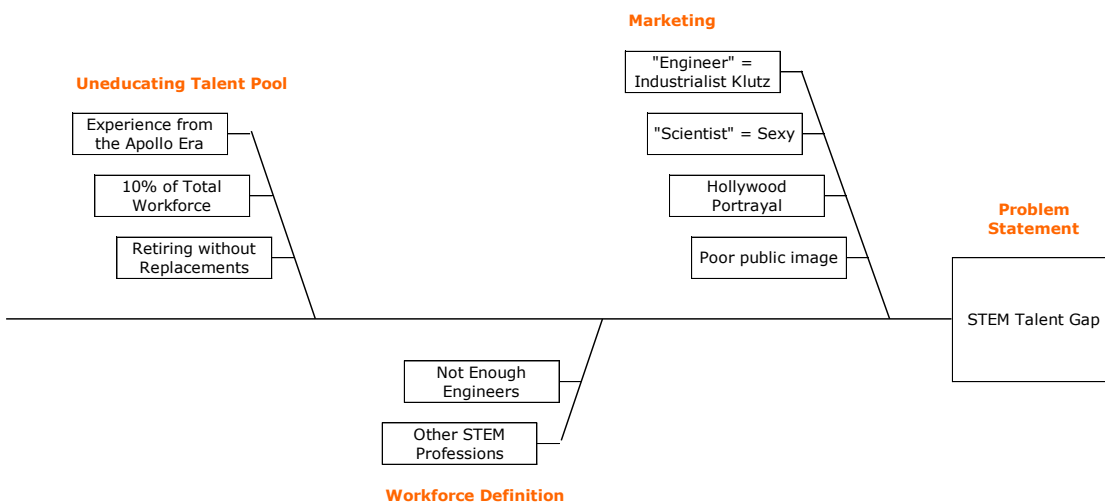 Marketing
"Engineer" =
Industrialist Klutz
"Scientist" = Sexy
Hollywood
Portrayal
Poor public image
Uneducating Talent Pool
Experience from
the Apollo Era
10% of Total
Workforce
Retiring without
Replacements
Problem
Statement
STEM Talent Gap
Not Enough
Engineers
Other STEM
Professions
Workforce Definition